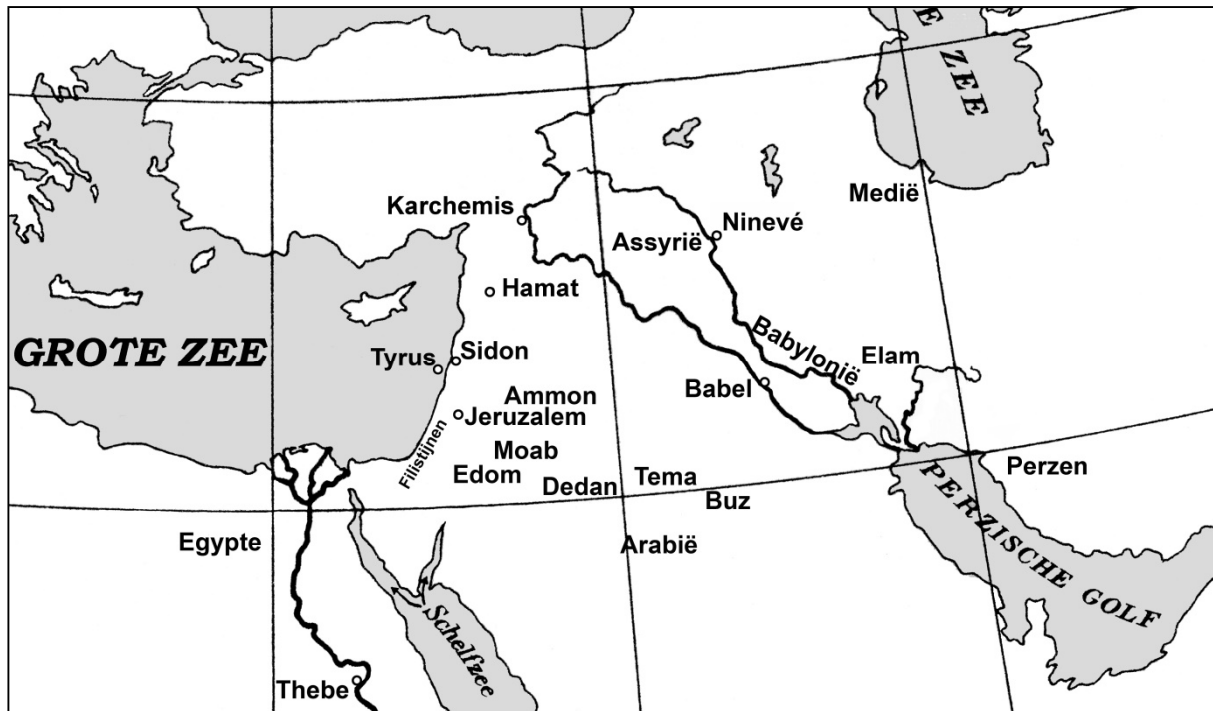 E ZEE
Medië
Karchemis
Ninevé
Assyrië
Hamat
GROTE ZEE
Tyrus
Sidon
Babylonië
Elam
Babel
Ammon
Jeruzalem
Filistijnen
Moab
Edom
Dedan
Tema
Buz
Perzen
Egypte
Arabië
PERZISCHE GOLF
Schelfzee
Thebe